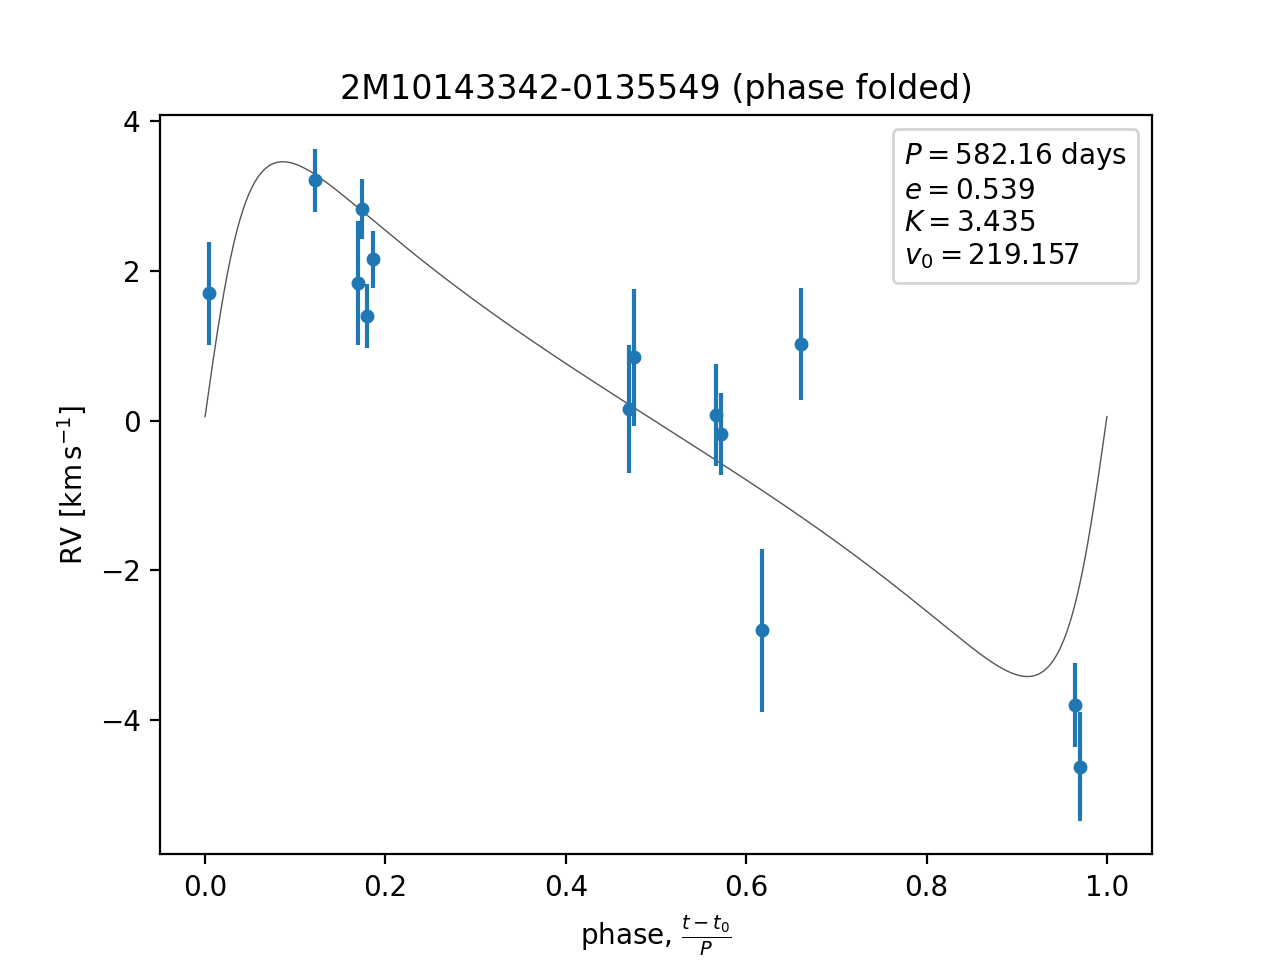 2M10143342-0135549 (phase folded)
P = 582.16 days
e = 0.539
K = 3.435
v₀ = 219.157
RV [km s⁻¹]
4
2
0
−2
−4
0.0 0.2 0.4 0.6 0.8 1.0
phase, (t − t₀)/P